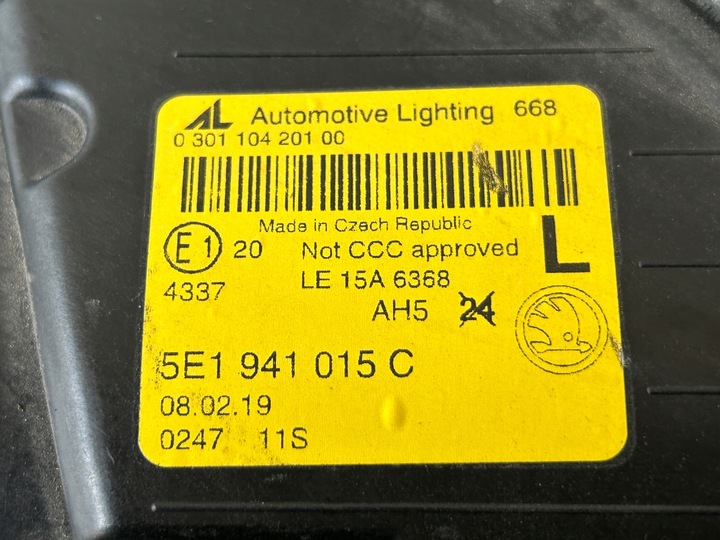 AL Automotive Lighting 668
0 301 104 201 00
Made in Czech Republic
E1 20 Not CCC approved L
4337 LE 15A 6368
AH5 24
5E1 941 015 C
08.02.19
0247 11S